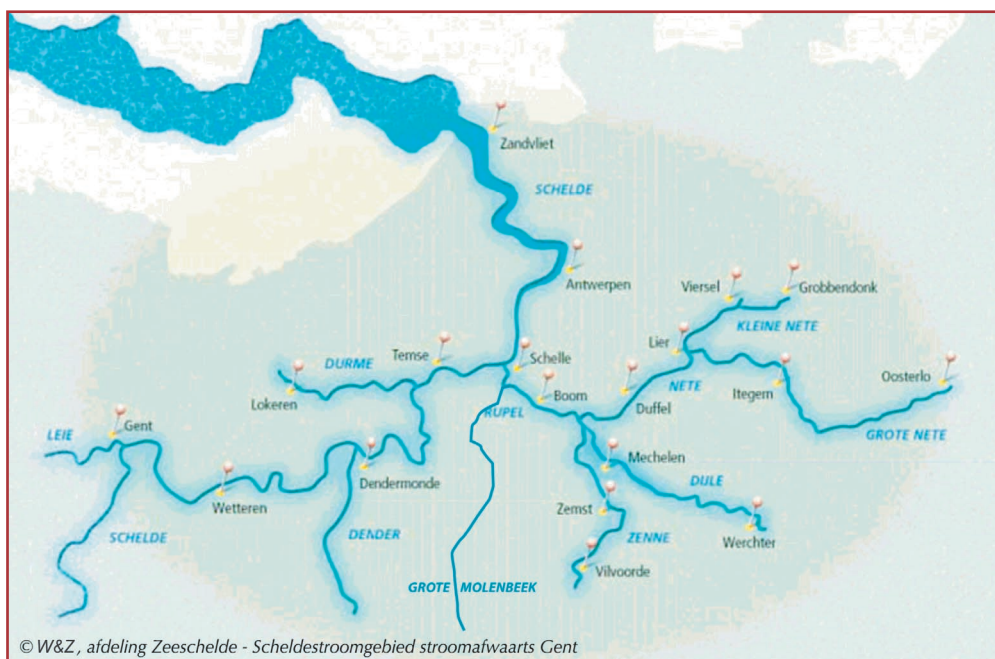 Zandvliet
SCHELDE
Antwerpen
Viersel
Grobbendonk
KLEINE NETE
Lier
Temse
Schelle
DURME
Lokeren
Boom
RUPEL
NETE
Duffel
Itegem
Oosterlo
GROTE NETE
Gent
LEIE
Mechelen
Dendermonde
DIJLE
Wetteren
Zemst
SCHELDE
DENDER
ZENNE
Werchter
Vilvoorde
GROTE MOLENBEEK
© W&Z, afdeling Zeeschelde - Scheldestroomgebied stroomafwaarts Gent